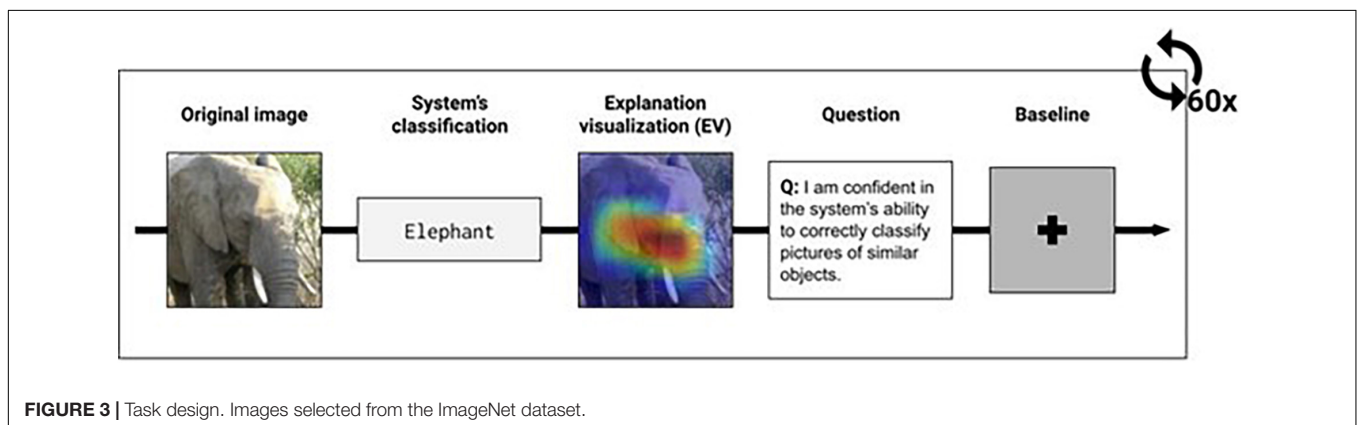 60x
Original image
System's
classification
Explanation
visualization (EV)
Question
Baseline
Elephant
Q: I am confident in
the system's ability
to correctly classify
pictures of similar
objects.
FIGURE 3 | Task design. Images selected from the ImageNet dataset.